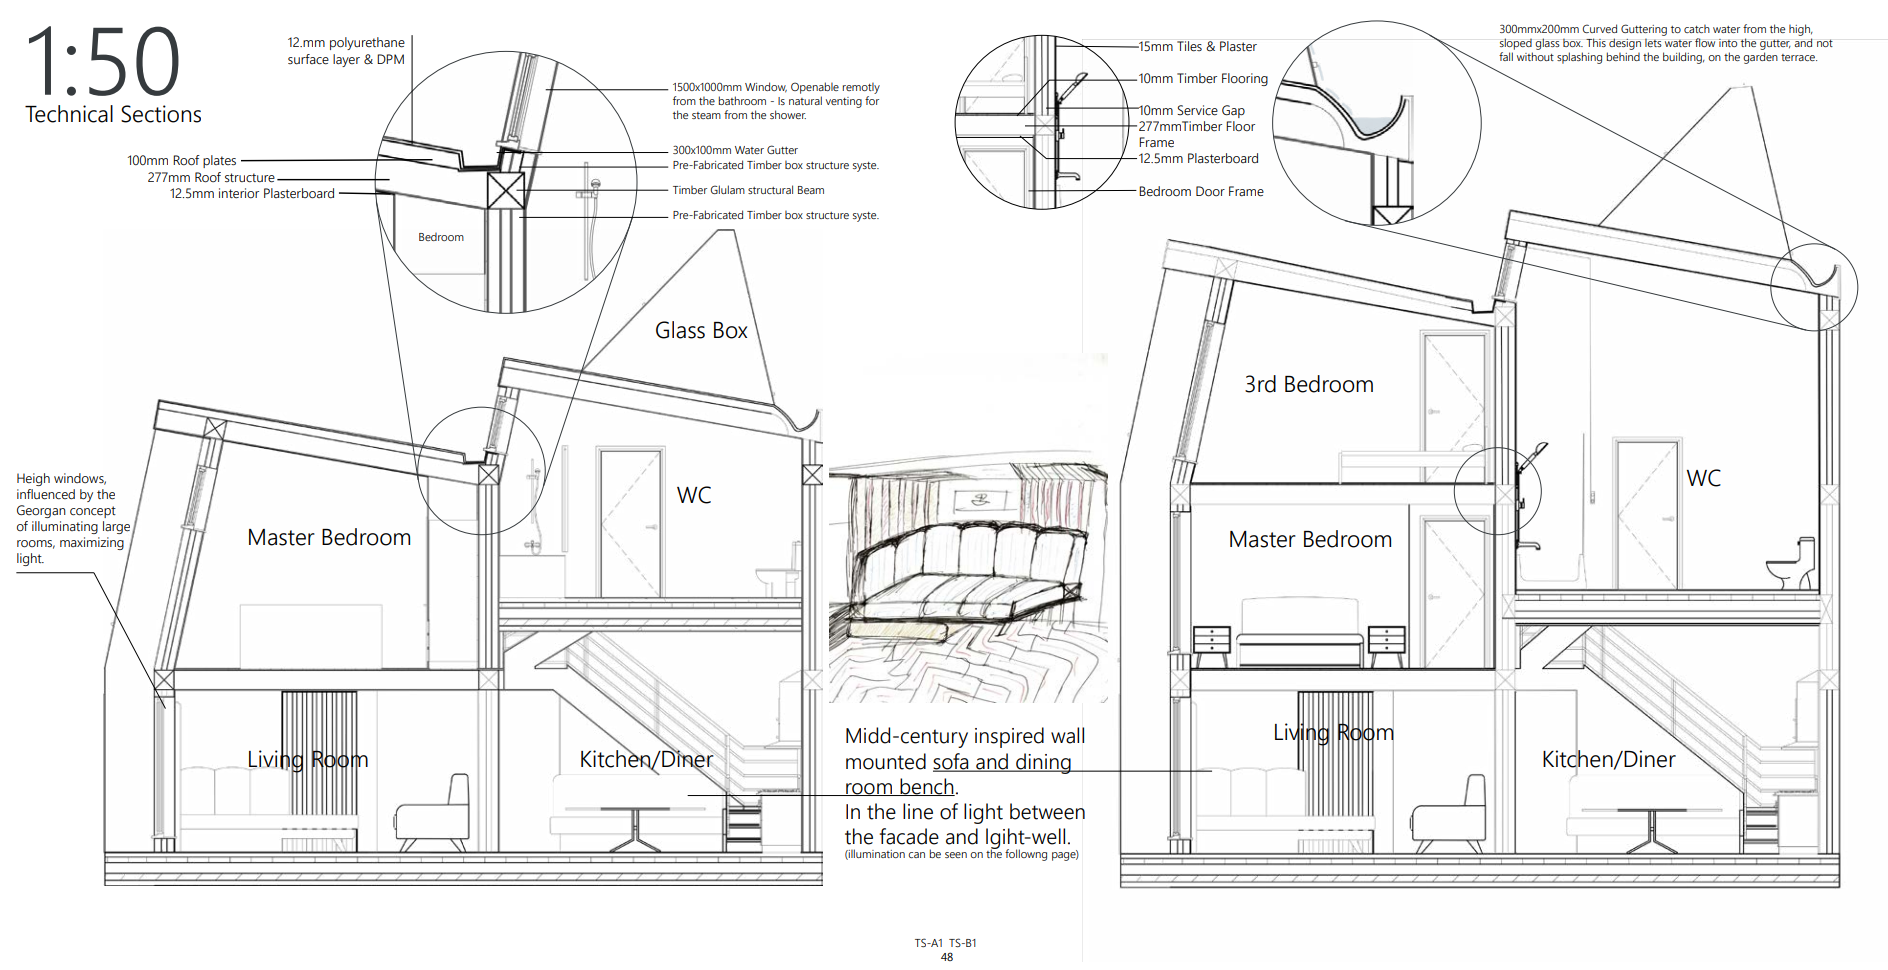 1:50
Technical Sections
12.mm polyurethane
surface layer & DPM
100mm Roof plates
277mm Roof structure
12.5mm interior Plasterboard
Bedroom
1500x1000mm Window, Openable remotly
from the bathroom - Is natural venting for
the steam from the shower.
300x100mm Water Gutter
Pre-Fabricated Timber box structure syste.
Timber Glulam structural Beam
Pre-Fabricated Timber box structure syste.
15mm Tiles & Plaster
10mm Timber Flooring
10mm Service Gap
277mmTimber Floor
Frame
12.5mm Plasterboard
Bedroom Door Frame
300mmx200mm Curved Guttering to catch water from the high,
sloped glass box. This design lets water flow into the gutter, and not
fall without splashing behind the building, on the garden terrace.
Glass Box
Heigh windows,
influenced by the
Georgan concept
of illuminating large
rooms, maximizing
light.
Master Bedroom
WC
Living Room
Kitchen/Diner
Midd-century inspired wall
mounted sofa and dining
room bench.
In the line of light between
the facade and lgiht-well.
(illumination can be seen on the followng page)
3rd Bedroom
Master Bedroom
WC
Living Room
Kitchen/Diner
TS-A1 TS-B1
48